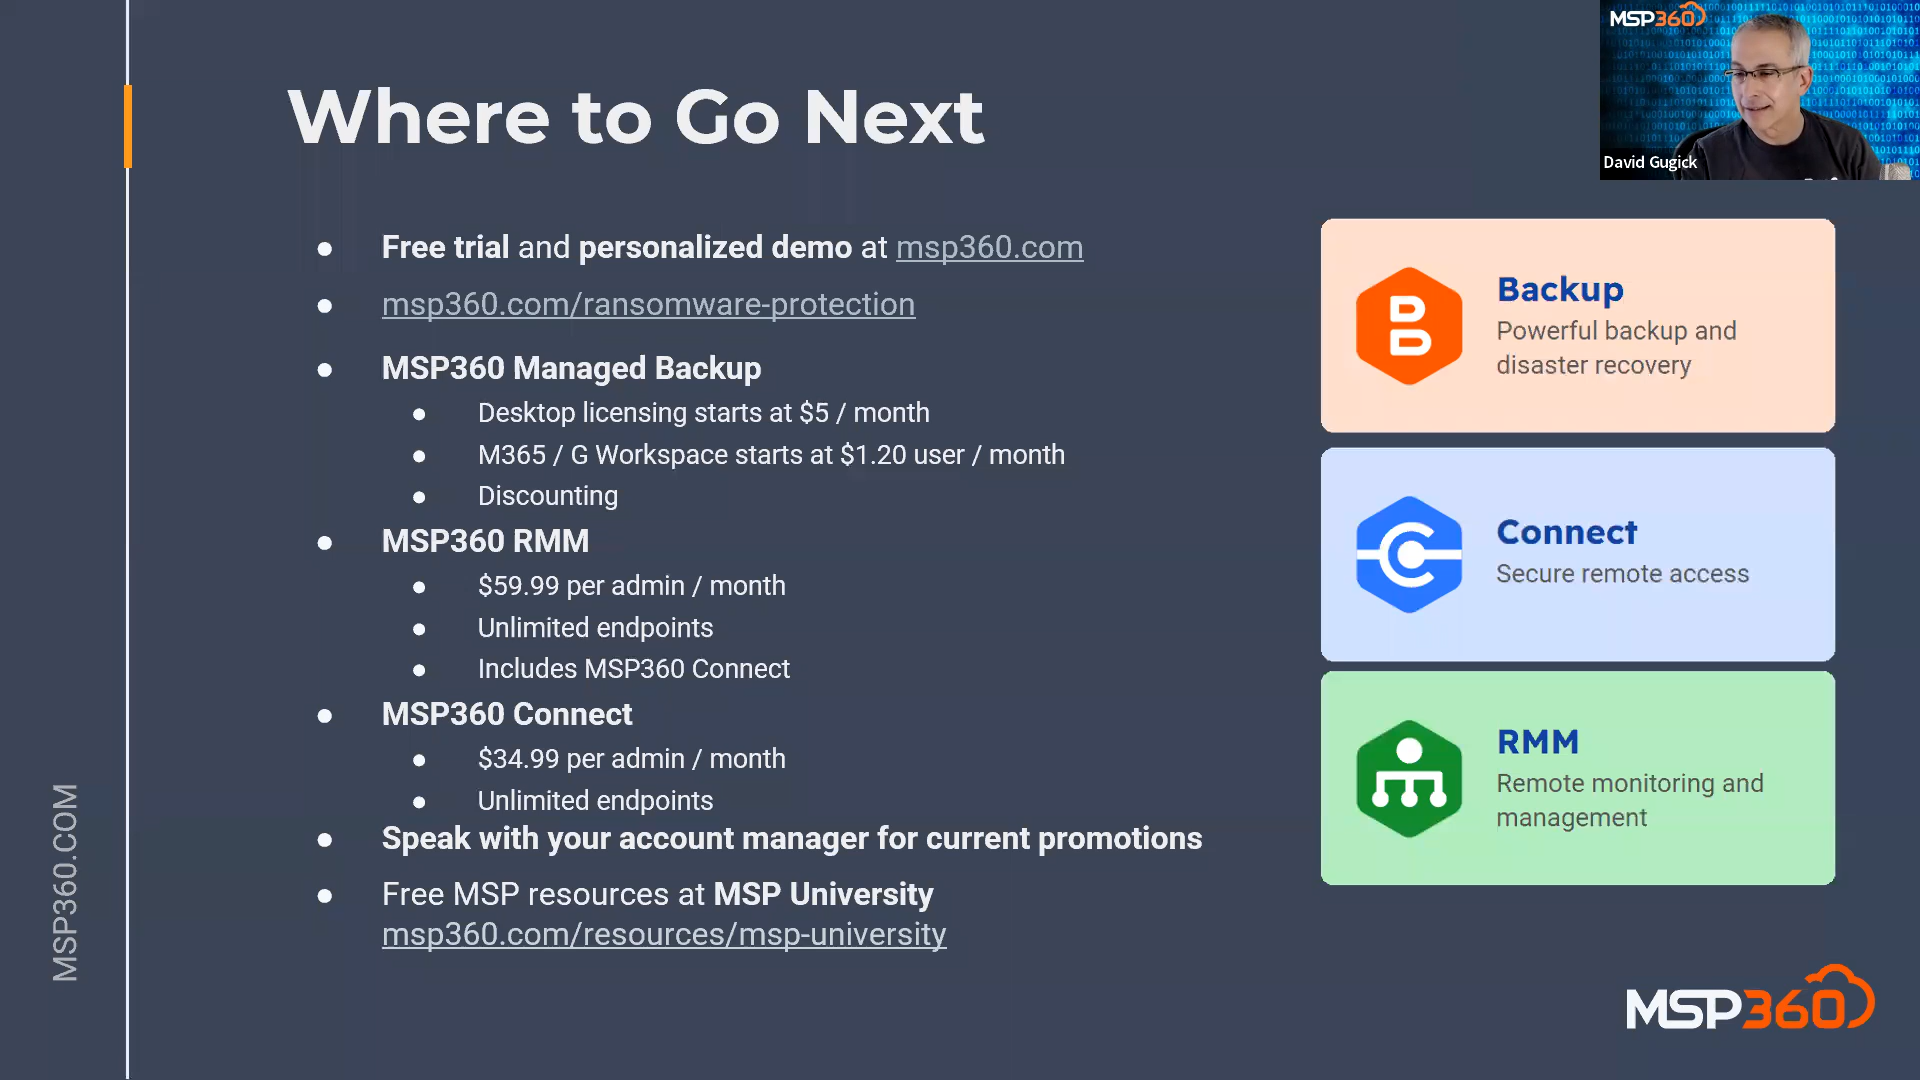 Where to Go Next
Free trial and personalized demo at msp360.com
msp360.com/ransomware-protection
MSP360 Managed Backup
Desktop licensing starts at $5 / month
M365 / G Workspace starts at $1.20 user / month
Discounting
MSP360 RMM
$59.99 per admin / month
Unlimited endpoints
Includes MSP360 Connect
MSP360 Connect
$34.99 per admin / month
Unlimited endpoints
Speak with your account manager for current promotions
Free MSP resources at MSP University
msp360.com/resources/msp-university
MSP360.COM
MSP360
David Gugick
Backup
Powerful backup and
disaster recovery
Connect
Secure remote access
RMM
Remote monitoring and
management
MSP360